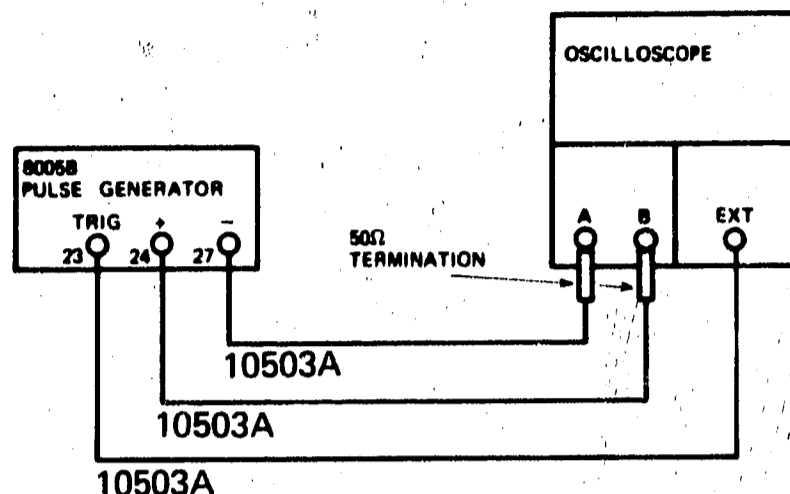 OSCILLOSCOPE
8005B
PULSE GENERATOR
TRIG + −
23 24 27
A B EXT
50Ω
TERMINATION
10503A
10503A
10503A